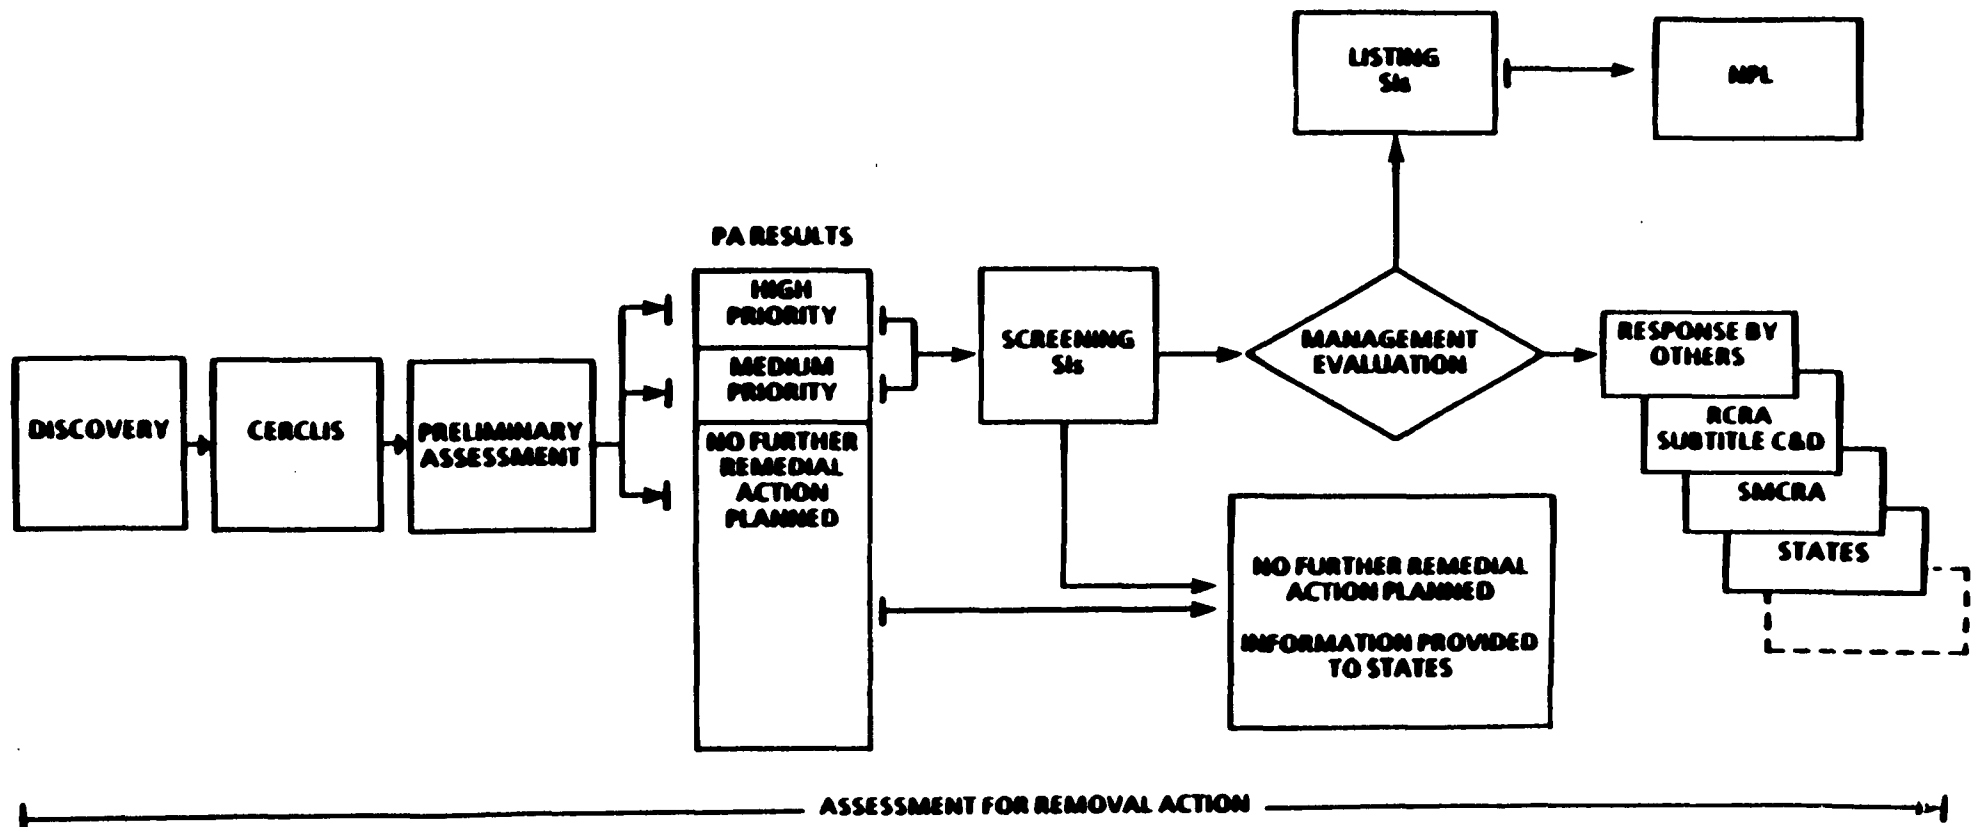 LISTING
SIs
NPL
PA RESULTS
HIGH
PRIORITY
MEDIUM
PRIORITY
NO FURTHER
REMEDIAL
ACTION
PLANNED
DISCOVERY
CERCLIS
PRELIMINARY
ASSESSMENT
SCREENING
SIs
MANAGEMENT
EVALUATION
RESPONSE BY
OTHERS
RCRA
SUBTITLE C&D
SMCRA
STATES
NO FURTHER REMEDIAL
ACTION PLANNED
INFORMATION PROVIDED
TO STATES
ASSESSMENT FOR REMOVAL ACTION